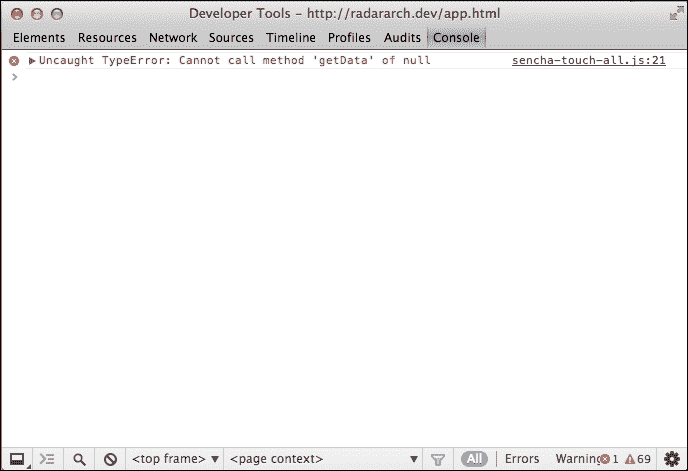 Developer Tools - http://radararch.dev/app.html
Elements Resources Network Sources Timeline Profiles Audits Console
Uncaught TypeError: Cannot call method 'getData' of null sencha-touch-all.js:21
>
<top frame> ▼ <page context> ▼ All Errors Warning 1 69